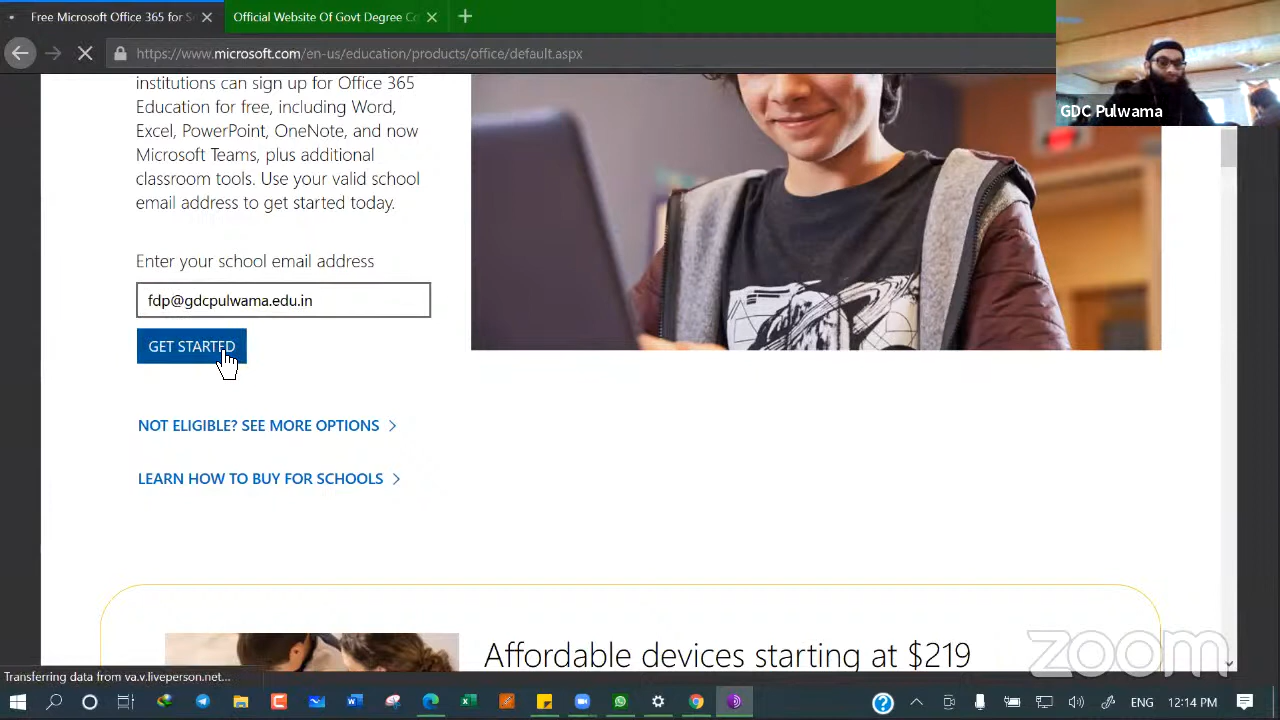 Free Microsoft Office 365 for S
Official Website Of Govt Degree Co
https://www.microsoft.com/en-us/education/products/office/default.aspx
GDC Pulwama
institutions can sign up for Office 365
Education for free, including Word,
Excel, PowerPoint, OneNote, and now
Microsoft Teams, plus additional
classroom tools. Use your valid school
email address to get started today.
Enter your school email address
fdp@gdcpulwama.edu.in
GET STARTED
NOT ELIGIBLE? SEE MORE OPTIONS
LEARN HOW TO BUY FOR SCHOOLS
Affordable devices starting at $219
zoom
Transferring data from va.v.liveperson.net...
ENG
12:14 PM